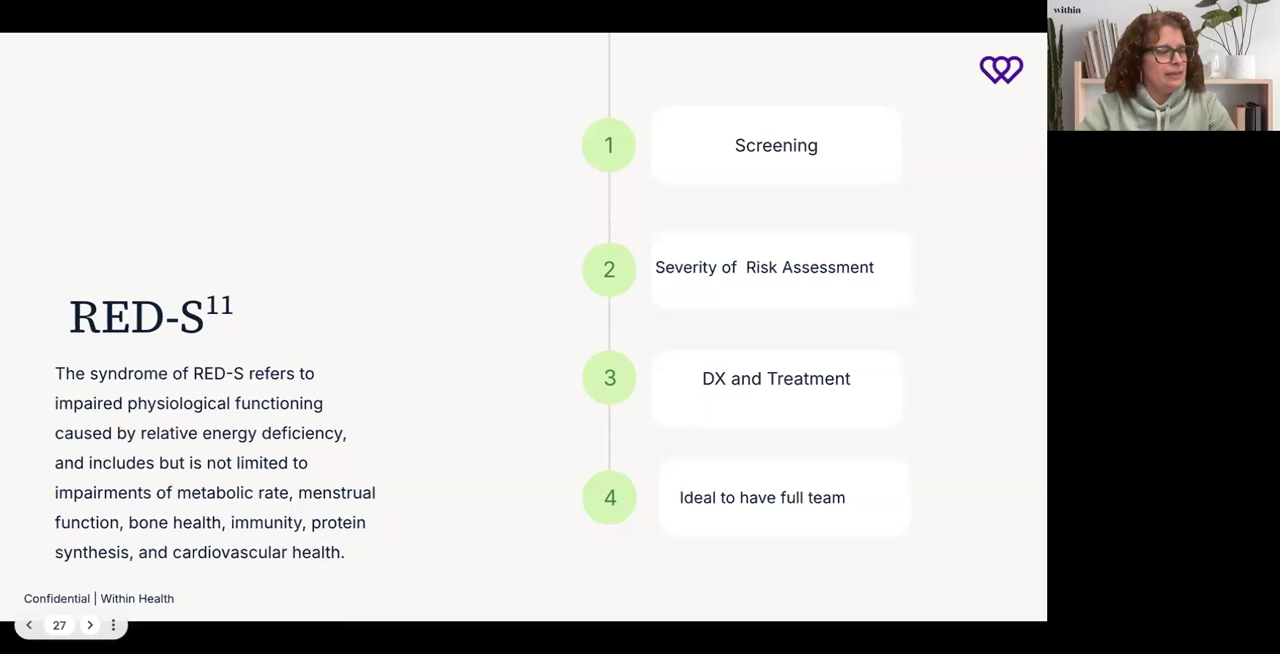 within
1
Screening
2
Severity of  Risk Assessment
RED-S¹¹
The syndrome of RED-S refers to
impaired physiological functioning
caused by relative energy deficiency,
and includes but is not limited to
impairments of metabolic rate, menstrual
function, bone health, immunity, protein
synthesis, and cardiovascular health.
3
DX and Treatment
4
Ideal to have full team
Confidential | Within Health
27